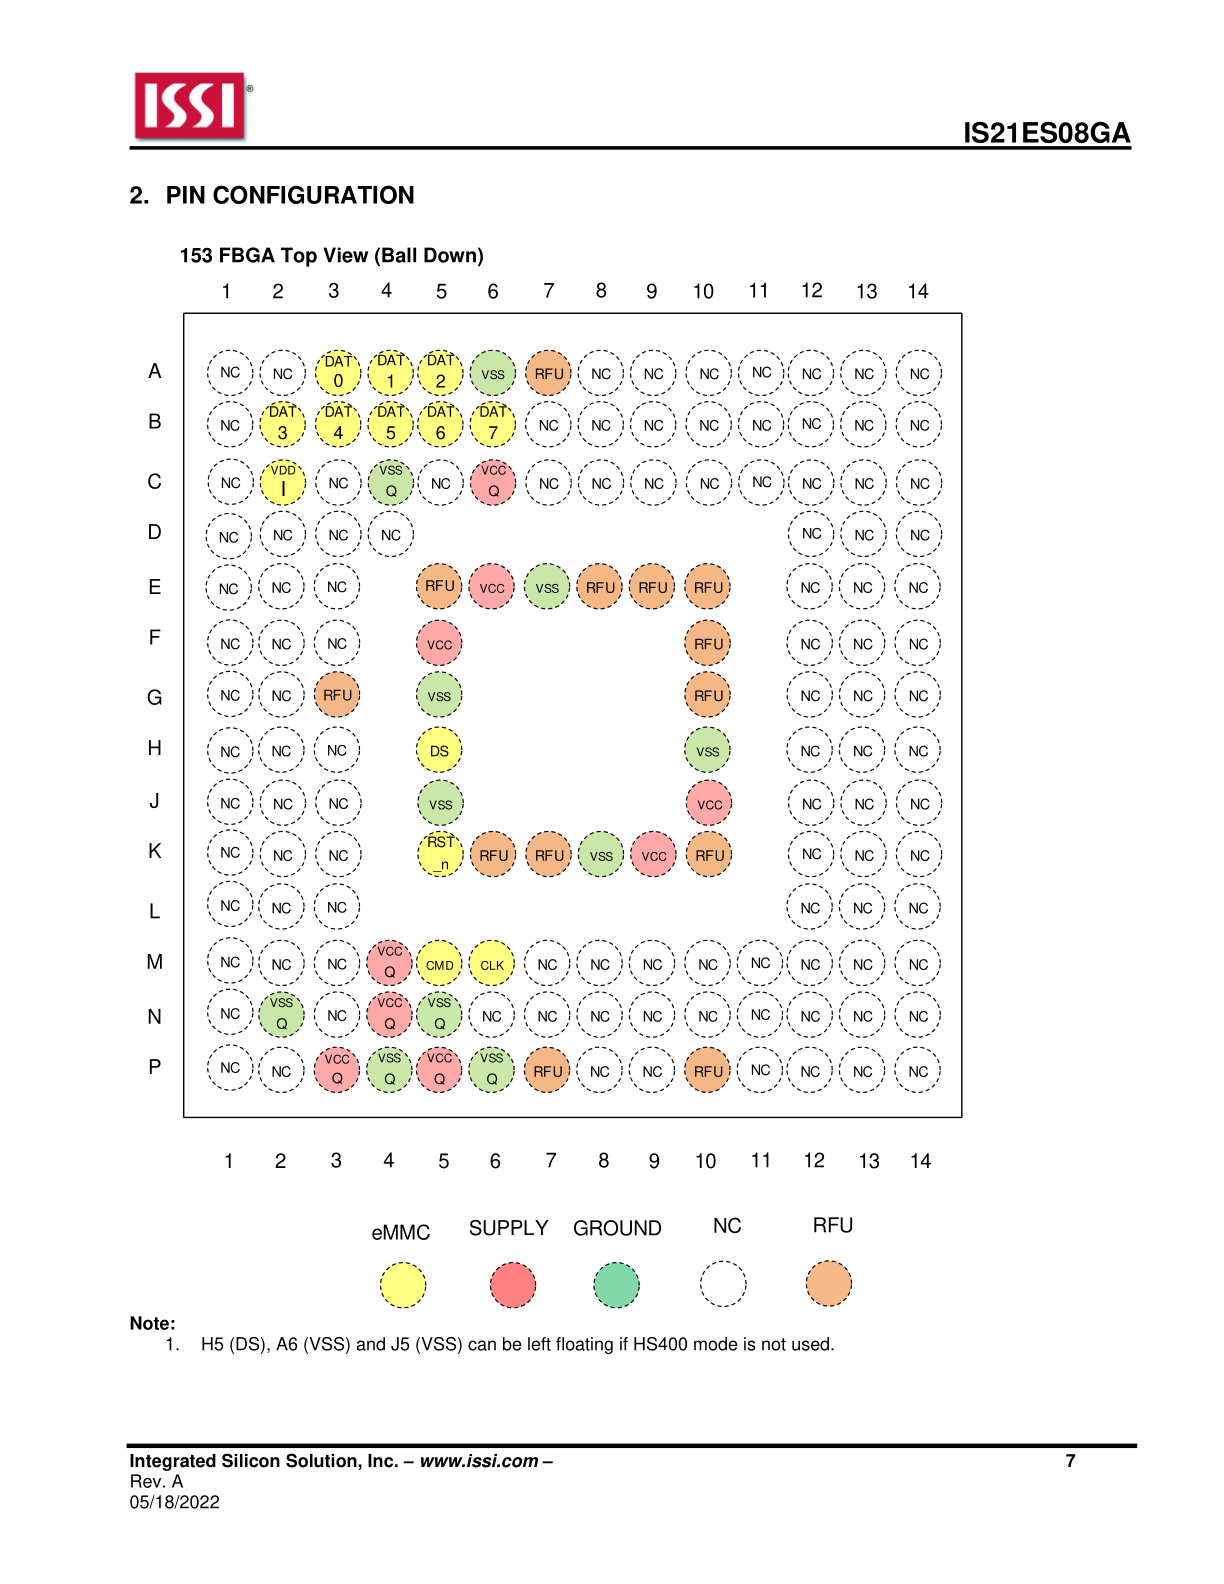 ISSI®
IS21ES08GA
2. PIN CONFIGURATION
153 FBGA Top View (Ball Down)
1 2 3 4 5 6 7 8 9 10 11 12 13 14
A NC NC DAT 0 DAT 1 DAT 2 VSS RFU NC NC NC NC NC NC NC
B NC DAT 3 DAT 4 DAT 5 DAT 6 DAT 7 NC NC NC NC NC NC NC NC
C NC VDD I NC VSS Q NC VCC Q NC NC NC NC NC NC NC NC
D NC NC NC NC NC NC NC
E NC NC NC RFU VCC VSS RFU RFU RFU NC NC NC
F NC NC NC VCC RFU NC NC NC
G NC NC RFU VSS RFU NC NC NC
H NC NC NC DS VSS NC NC NC
J NC NC NC VSS VCC NC NC NC
K NC NC NC RST _n RFU RFU VSS VCC RFU NC NC NC
L NC NC NC NC NC NC
M NC NC NC VCC Q CMD CLK NC NC NC NC NC NC NC NC
N NC VSS Q NC VCC Q VSS Q NC NC NC NC NC NC NC NC NC
P NC NC VCC Q VSS Q VCC Q VSS Q RFU NC NC RFU NC NC NC NC
1 2 3 4 5 6 7 8 9 10 11 12 13 14
eMMC SUPPLY GROUND NC RFU
Note:
1. H5 (DS), A6 (VSS) and J5 (VSS) can be left floating if HS400 mode is not used.
Integrated Silicon Solution, Inc. – www.issi.com – 7
Rev. A
05/18/2022